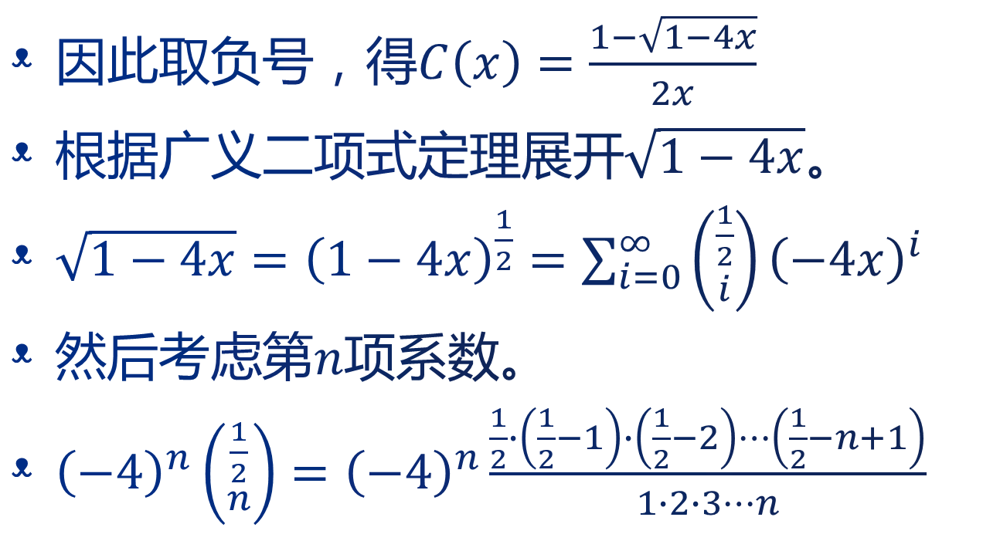 因此取负号，得$C(x) = \frac{1-\sqrt{1-4x}}{2x}$
根据广义二项式定理展开$\sqrt{1-4x}$。
$\sqrt{1-4x} = (1-4x)^{\frac{1}{2}} = \sum_{i=0}^{\infty} \binom{\frac{1}{2}}{i} (-4x)^i$
然后考虑第$n$项系数。
$(-4)^n \binom{\frac{1}{2}}{n} = (-4)^n \frac{\frac{1}{2} \cdot \left(\frac{1}{2}-1\right) \cdot \left(\frac{1}{2}-2\right) \cdots \left(\frac{1}{2}-n+1\right)}{1 \cdot 2 \cdot 3 \cdots n}$